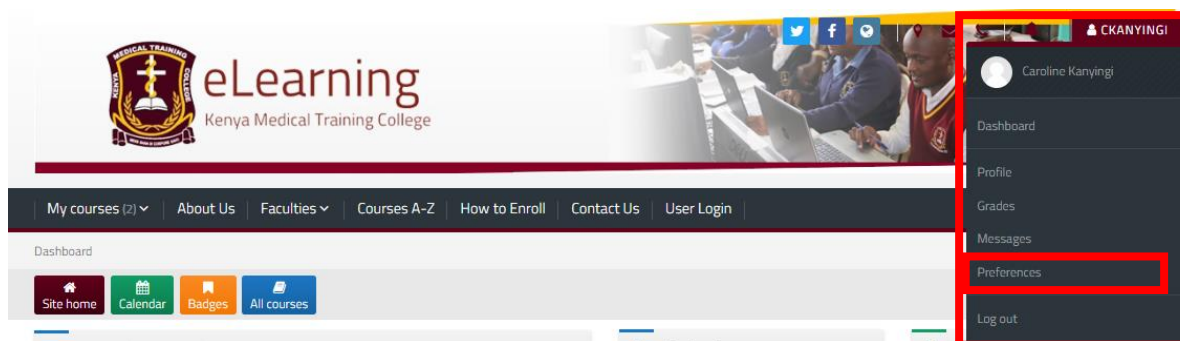 CKANYINGI
MEDICAL TRAINING
KENYA
COLLEGE
eLearning
Kenya Medical Training College
Caroline Kanyingi
Dashboard
Profile
Grades
Messages
Preferences
Log out
My courses (2)
About Us
Faculties
Courses A-Z
How to Enroll
Contact Us
User Login
Dashboard
Site home
Calendar
Badges
All courses